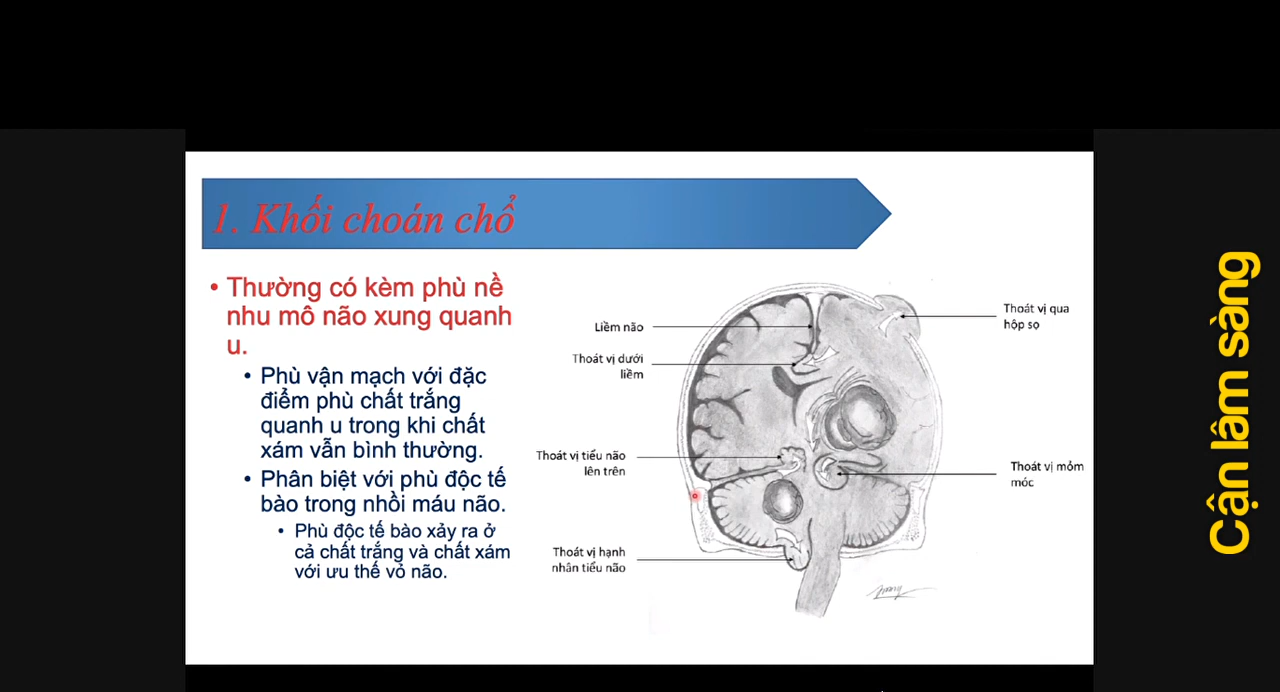 1. Khối choán chổ
• Thường có kèm phù nề
nhu mô não xung quanh
u.
• Phù vận mạch với đặc
điểm phù chất trắng
quanh u trong khi chất
xám vẫn bình thường.
• Phân biệt với phù độc tế
bào trong nhồi máu não.
• Phù độc tế bào xảy ra ở
cả chất trắng và chất xám
với ưu thế vỏ não.
Liềm não
Thoát vị dưới
liềm
Thoát vị tiểu não
lên trên
Thoát vị hạnh
nhân tiểu não
Thoát vị qua
hộp sọ
Thoát vị mỏm
móc
Cận lâm sàng